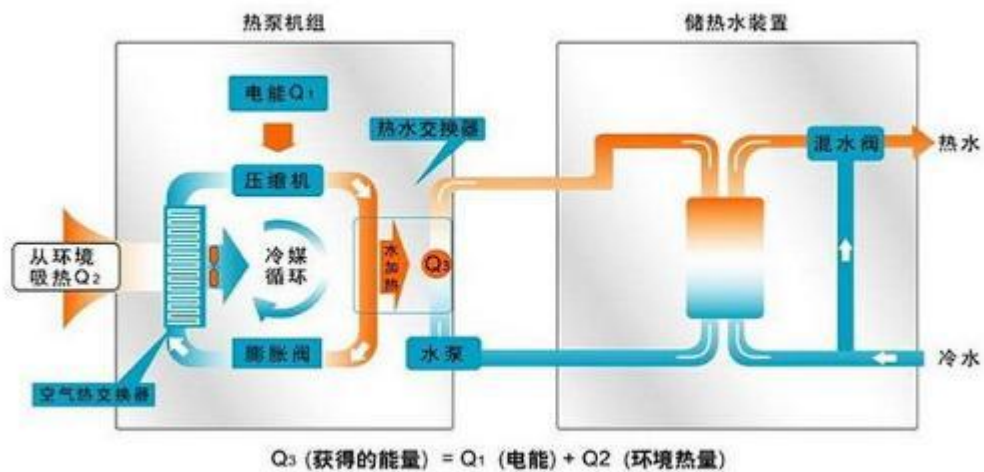 热泵机组
储热水装置
电能Q₁
热水交换器
压缩机
混水阀
热水
从环境
吸热Q₂
冷媒
循环
水加热
Q₃
膨胀阀
水泵
冷水
空气热交换器
Q₃ (获得的能量) = Q₁ (电能) + Q2 (环境热量)